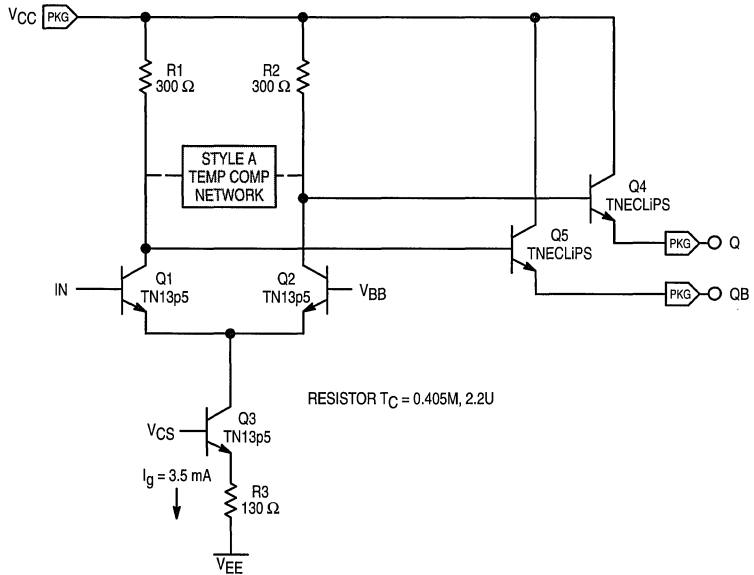 VCC PKG
R1
300 Ω
R2
300 Ω
STYLE A
TEMP COMP
NETWORK
Q4
TNECLiPS
PKG Q
Q5
TNECLiPS
PKG QB
IN
Q1
TN13p5
Q2
TN13p5
VBB
RESISTOR TC = 0.405M, 2.2U
VCS
Q3
TN13p5
Ig = 3.5 mA
R3
130 Ω
VEE